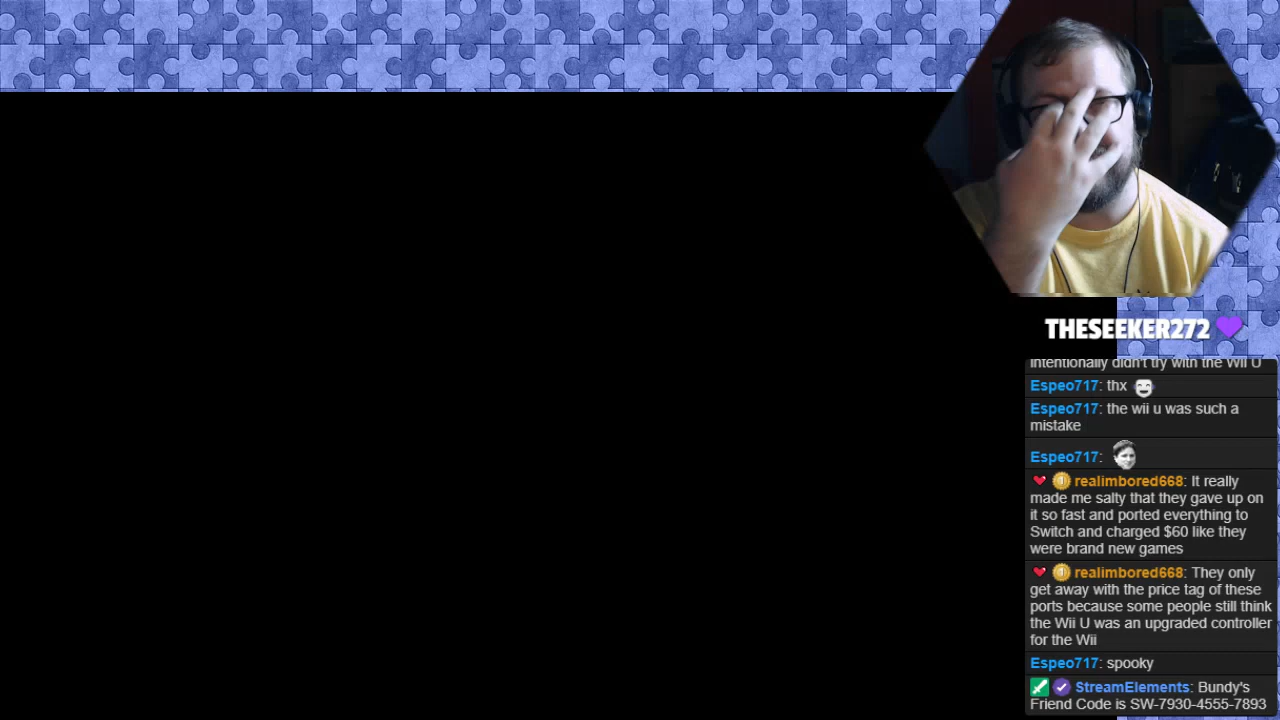 THESEEKER272
intentionally didn't try with the Wii U
Espeo717: thx
Espeo717: the wii u was such a
mistake
Espeo717:
realimbored668: It really
made me salty that they gave up on
it so fast and ported everything to
Switch and charged $60 like they
were brand new games
realimbored668: They only
get away with the price tag of these
ports because some people still think
the Wii U was an upgraded controller
for the Wii
Espeo717: spooky
StreamElements: Bundy's
Friend Code is SW-7930-4555-7893